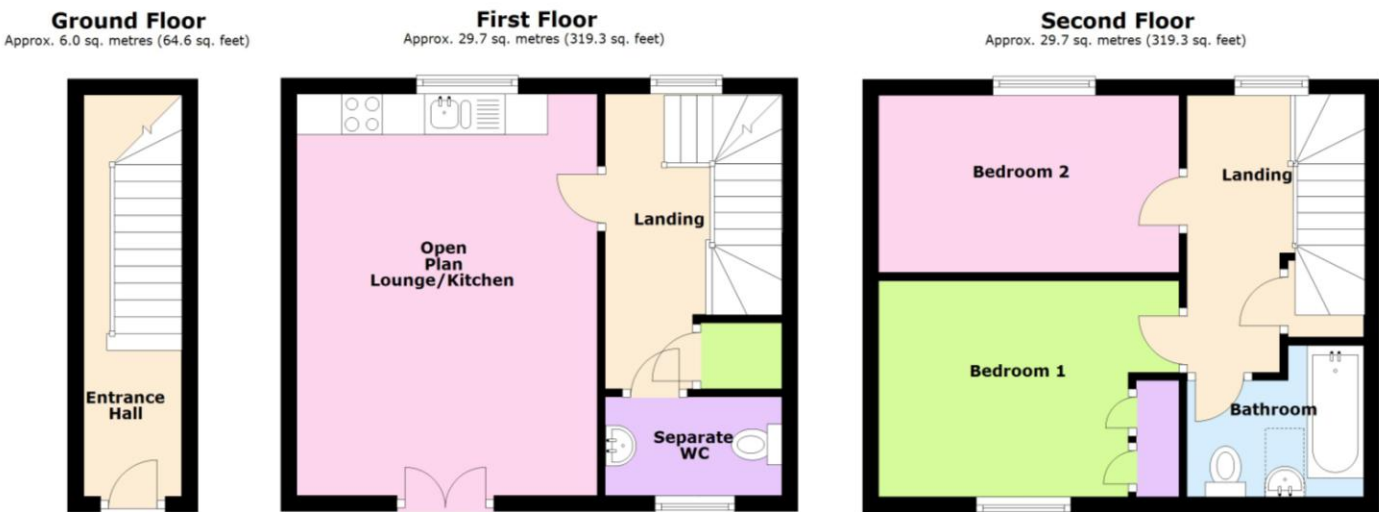 Ground Floor
Approx. 6.0 sq. metres (64.6 sq. feet)
Entrance
Hall
First Floor
Approx. 29.7 sq. metres (319.3 sq. feet)
Open
Plan
Lounge/Kitchen
Landing
Separate
WC
Second Floor
Approx. 29.7 sq. metres (319.3 sq. feet)
Bedroom 2
Landing
Bedroom 1
Bathroom